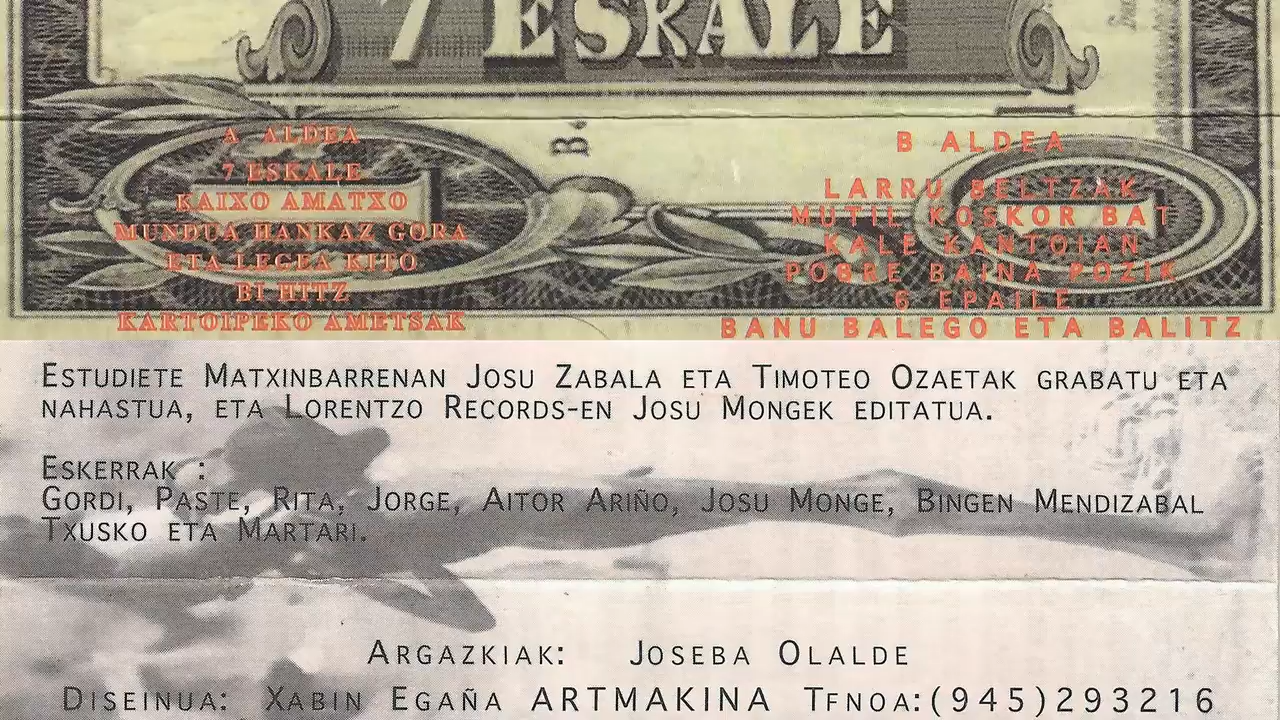 7 ESKALE
A ALDEA
7 ESKALE
KAIXO AMATXO
MUNDUA HANKAZ GORA
ETA LEGEA KITO
BI HITZ
KARTOIPEKO AMETSAK
B ALDEA
LARRU BELTZAK
MUTIL KOSKOR BAT
KALE KANTOIAN
POBRE BAINA POZIK
6 EPAILE
BANU BALEGO ETA BALITZ
ESTUDIETE MATXINBARRENAN JOSU ZABALA ETA TIMOTEO OZAETAK GRABATU ETA
NAHASTUA, ETA LORENTZO RECORDS-EN JOSU MONGEK EDITATUA.
ESKERRAK :
GORDI, PASTE, RITA, JORGE, AITOR ARIÑO, JOSU MONGE, BINGEN MENDIZABAL
TXUSKO ETA MARTARI.
ARGAZKIAK: JOSEBA OLALDE
DISEINUA: XABIN EGAÑA ARTMAKINA TFNOA:(945)293216